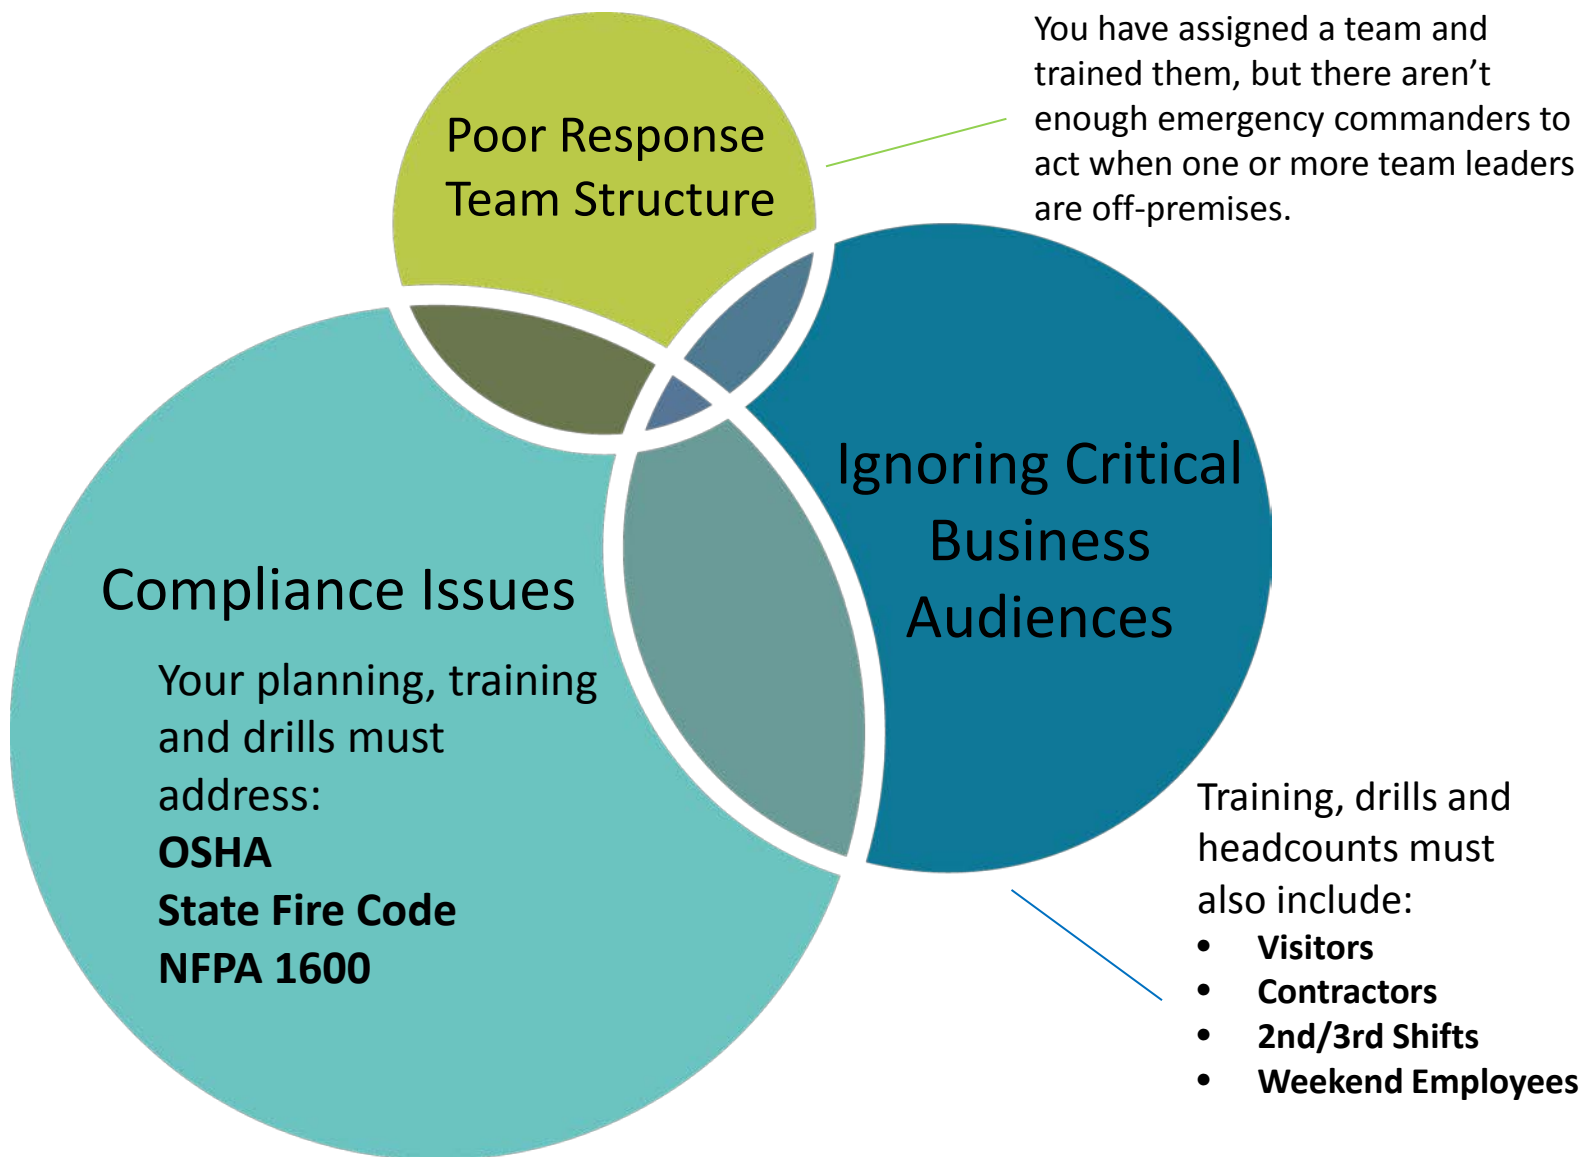 You have assigned a team and
trained them, but there aren’t
enough emergency commanders to
act when one or more team leaders
are off-premises.
Poor Response
Team Structure
Ignoring Critical
Business
Audiences
Compliance Issues
Your planning, training
and drills must
address:
OSHA
State Fire Code
NFPA 1600
Training, drills and
headcounts must
also include:
• Visitors
• Contractors
• 2nd/3rd Shifts
• Weekend Employees